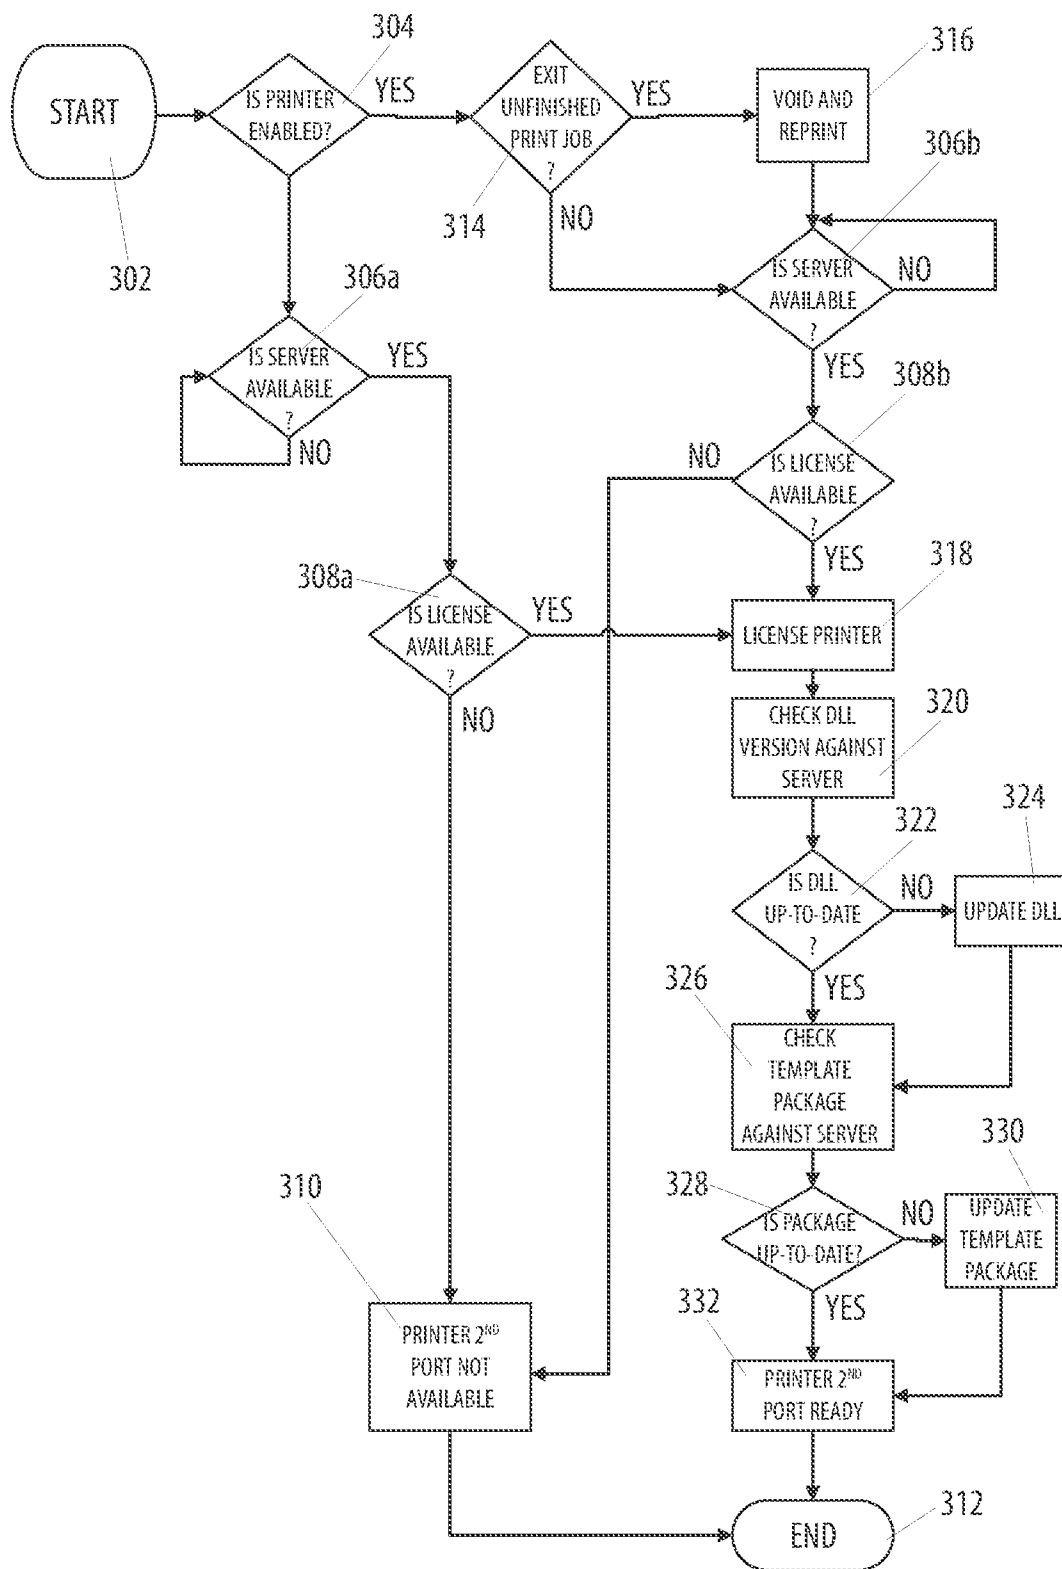 START
302
IS PRINTER
ENABLED?
304
YES
EXIT
UNFINISHED
PRINT JOB
?
314
YES
NO
VOID AND
REPRINT
316
306b
IS SERVER
AVAILABLE
?
NO
YES
306a
IS SERVER
AVAILABLE
?
YES
NO
308b
IS LICENSE
AVAILABLE
?
NO
YES
308a
IS LICENSE
AVAILABLE
?
YES
NO
318
LICENSE PRINTER
CHECK DLL
VERSION AGAINST
SERVER
320
322
IS DLL
UP-TO-DATE
?
NO
YES
324
UPDATE DLL
326
CHECK
TEMPLATE
PACKAGE
AGAINST SERVER
328
IS PACKAGE
UP-TO-DATE?
NO
YES
330
UPDATE
TEMPLATE
PACKAGE
310
PRINTER 2ND
PORT NOT
AVAILABLE
332
PRINTER 2ND
PORT READY
END
312